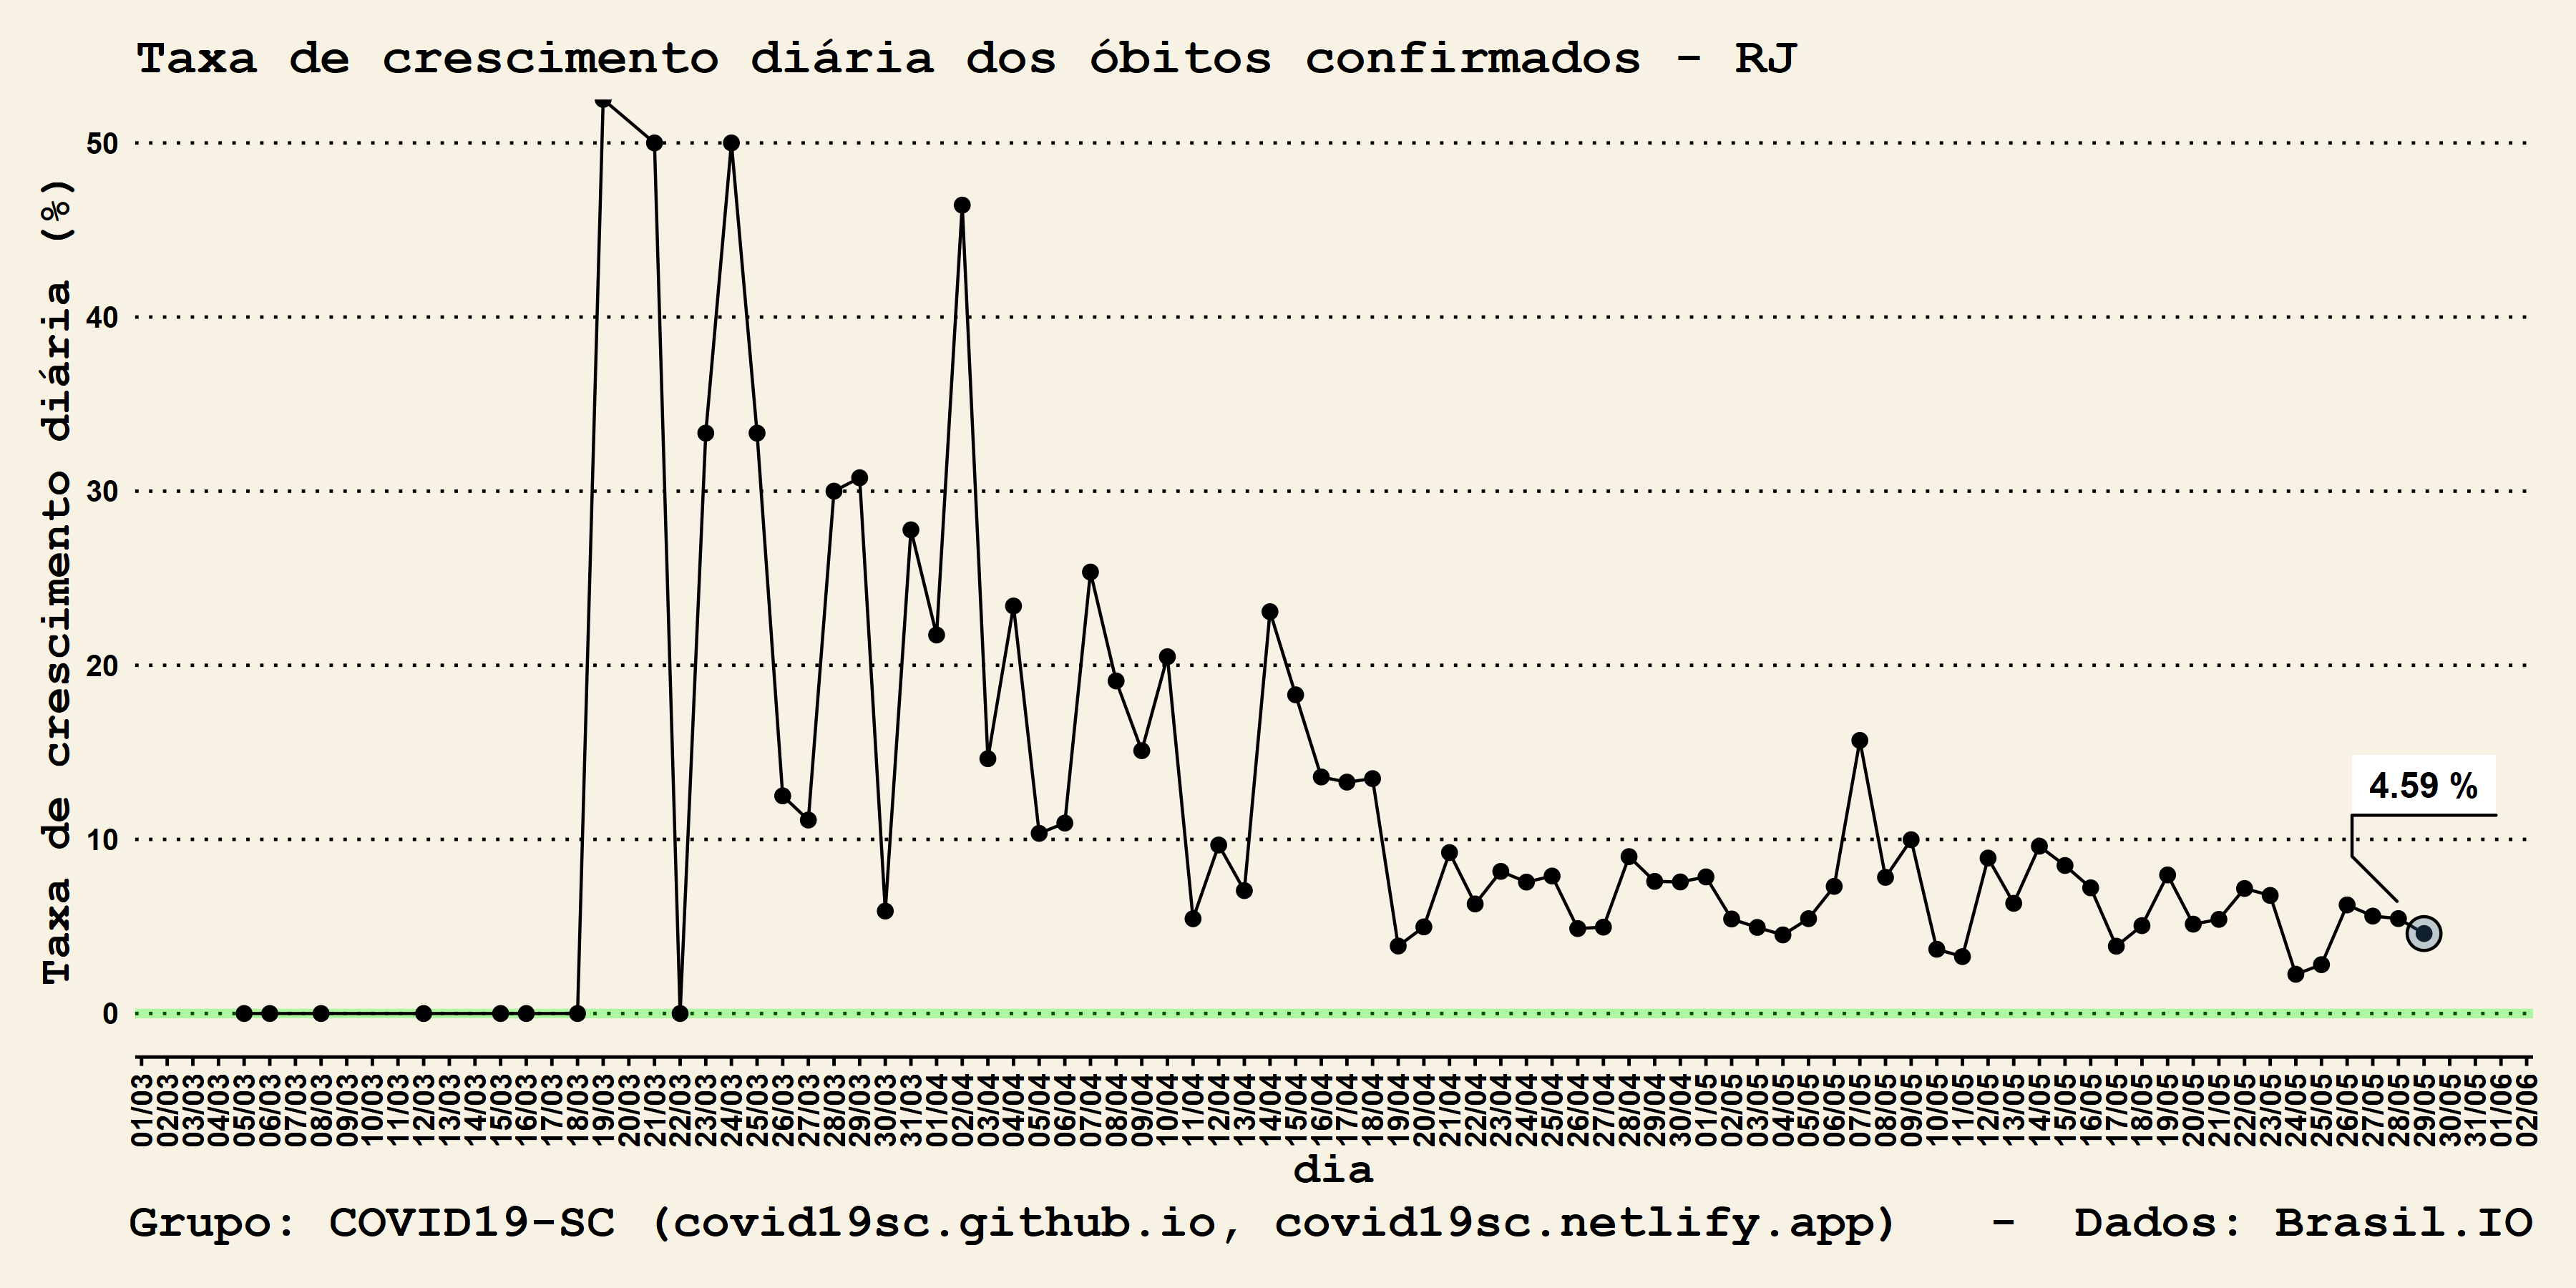 Taxa de crescimento diária dos óbitos confirmados - RJ
Taxa de crescimento diária (%)
50
40
30
20
10
0
4.59 %
01/03 02/03 03/03 04/03 05/03 06/03 07/03 08/03 09/03 10/03 11/03 12/03 13/03 14/03 15/03 16/03 17/03 18/03 19/03 20/03 21/03 22/03 23/03 24/03 25/03 26/03 27/03 28/03 29/03 30/03 31/03 01/04 02/04 03/04 04/04 05/04 06/04 07/04 08/04 09/04 10/04 11/04 12/04 13/04 14/04 15/04 16/04 17/04 18/04 19/04 20/04 21/04 22/04 23/04 24/04 25/04 26/04 27/04 28/04 29/04 30/04 01/05 02/05 03/05 04/05 05/05 06/05 07/05 08/05 09/05 10/05 11/05 12/05 13/05 14/05 15/05 16/05 17/05 18/05 19/05 20/05 21/05 22/05 23/05 24/05 25/05 26/05 27/05 28/05 29/05 30/05 31/05 01/06 02/06
dia
Grupo: COVID19-SC (covid19sc.github.io, covid19sc.netlify.app) - Dados: Brasil.IO